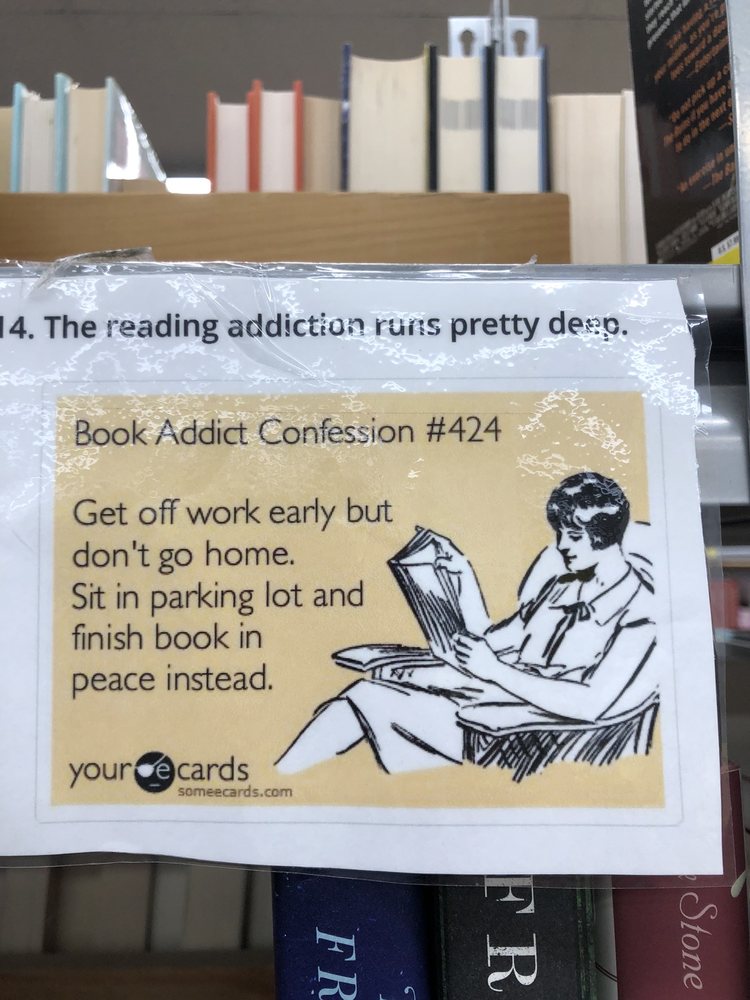 14. The reading addiction runs pretty deep.
Book Addict Confession #424
Get off work early but
don't go home.
Sit in parking lot and
finish book in
peace instead.
your e cards
someecards.com
FR
FR
Stone